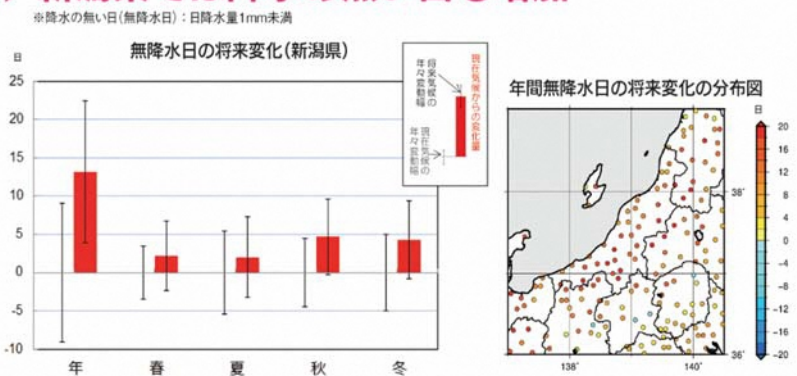 ※降水の無い日(無降水日)：日降水量1mm未満
無降水日の将来変化(新潟県)
日
25
20
15
10
5
0
-5
-10
年
春
夏
秋
冬
将来気候の
年々変動幅
現在気候からの変化量
現在気候の
年々変動幅
年間無降水日の将来変化の分布図
日
20
16
12
8
4
0
-4
-8
-12
-16
-20
38°
36°
138°
140°